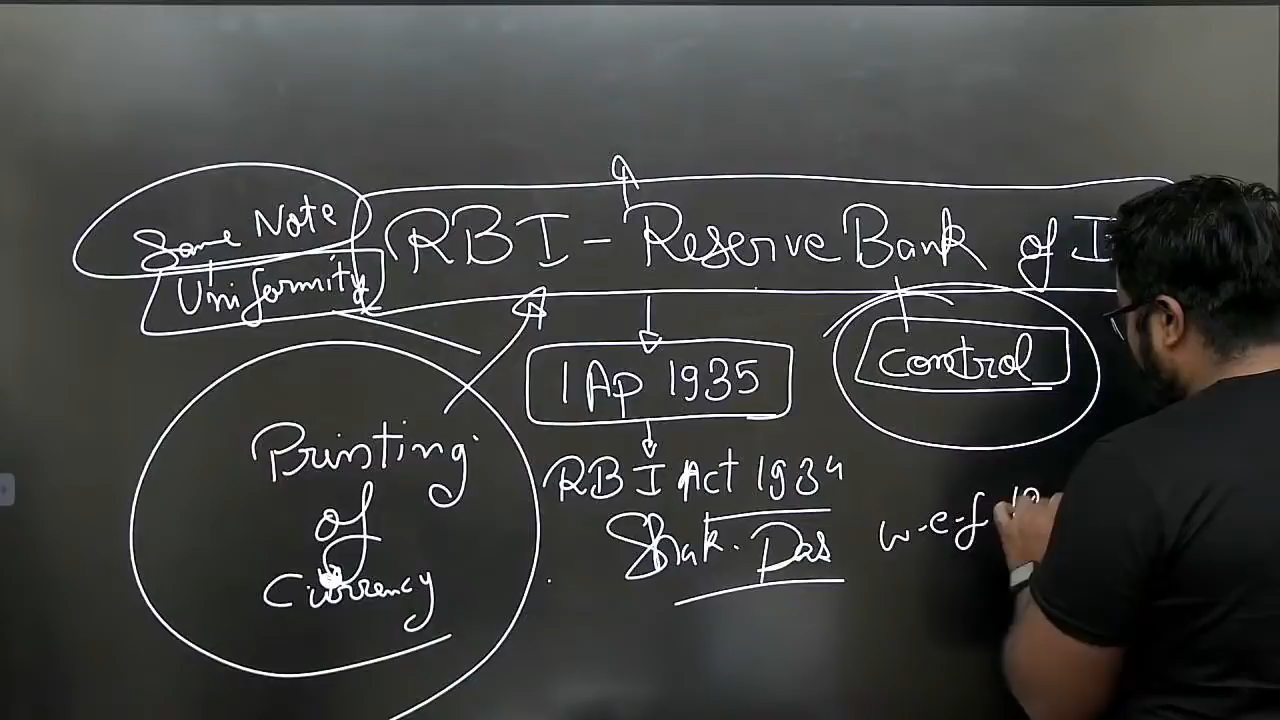 Same Note
Uniformity
RBI - Reserve Bank of I
1 Ap 1935
control
RBI Act 1934
Shak. Das
w-e-f
Printing
of
Currency